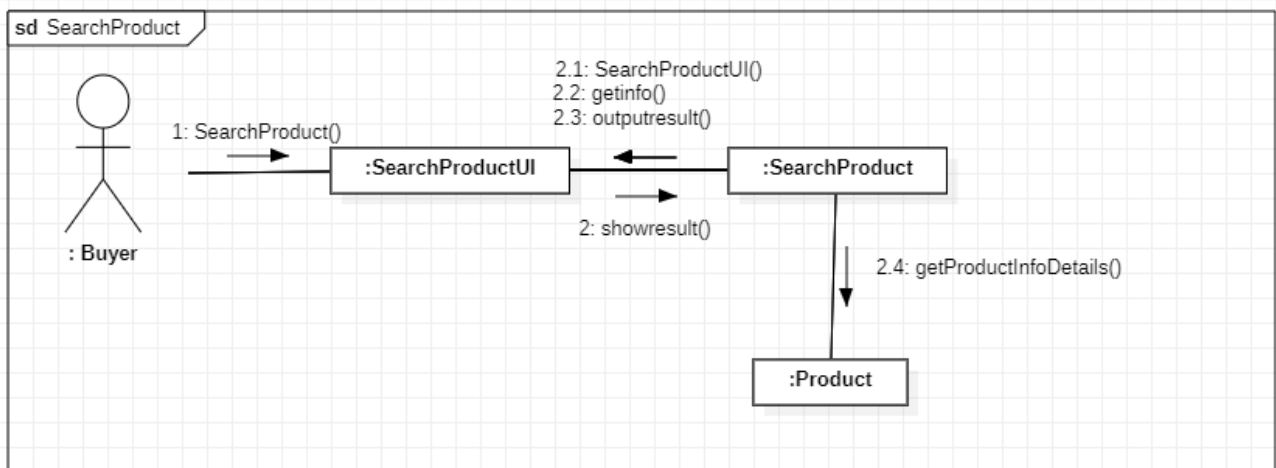 sd SearchProduct
2.1: SearchProductUI()
2.2: getinfo()
2.3: outputresult()
1: SearchProduct()
:SearchProductUI
:SearchProduct
2: showresult()
: Buyer
2.4: getProductInfoDetails()
:Product